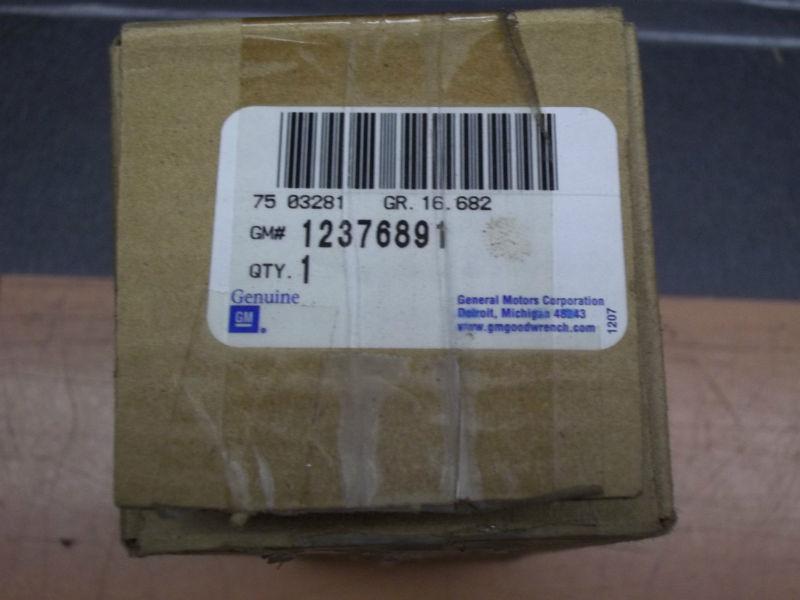 75 03281 GR. 16.682
GM# 12376891
QTY. 1
Genuine
GM
General Motors Corporation
Detroit, Michigan 48243
www.gmgoodwrench.com
1207